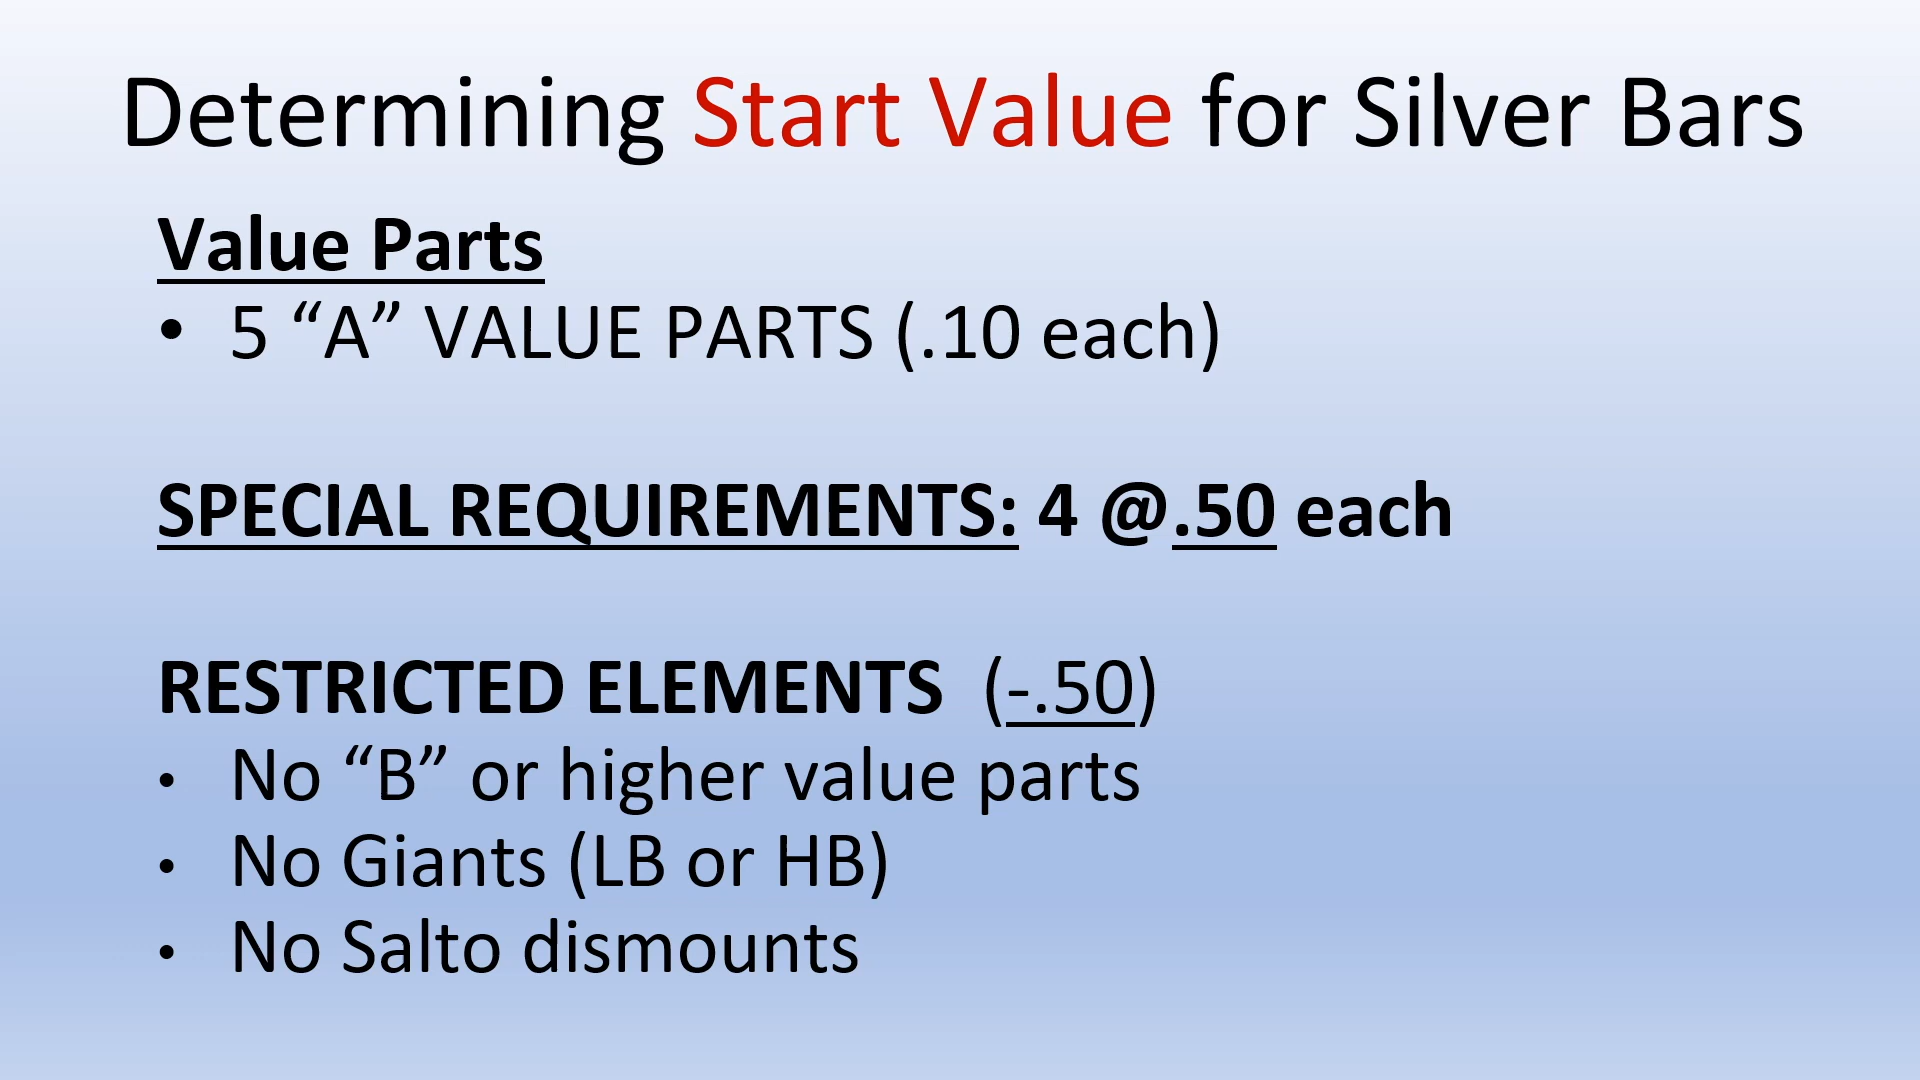 Determining Start Value for Silver Bars
Value Parts
• 5 “A” VALUE PARTS (.10 each)
SPECIAL REQUIREMENTS: 4 @.50 each
RESTRICTED ELEMENTS (-.50)
• No “B” or higher value parts
• No Giants (LB or HB)
• No Salto dismounts